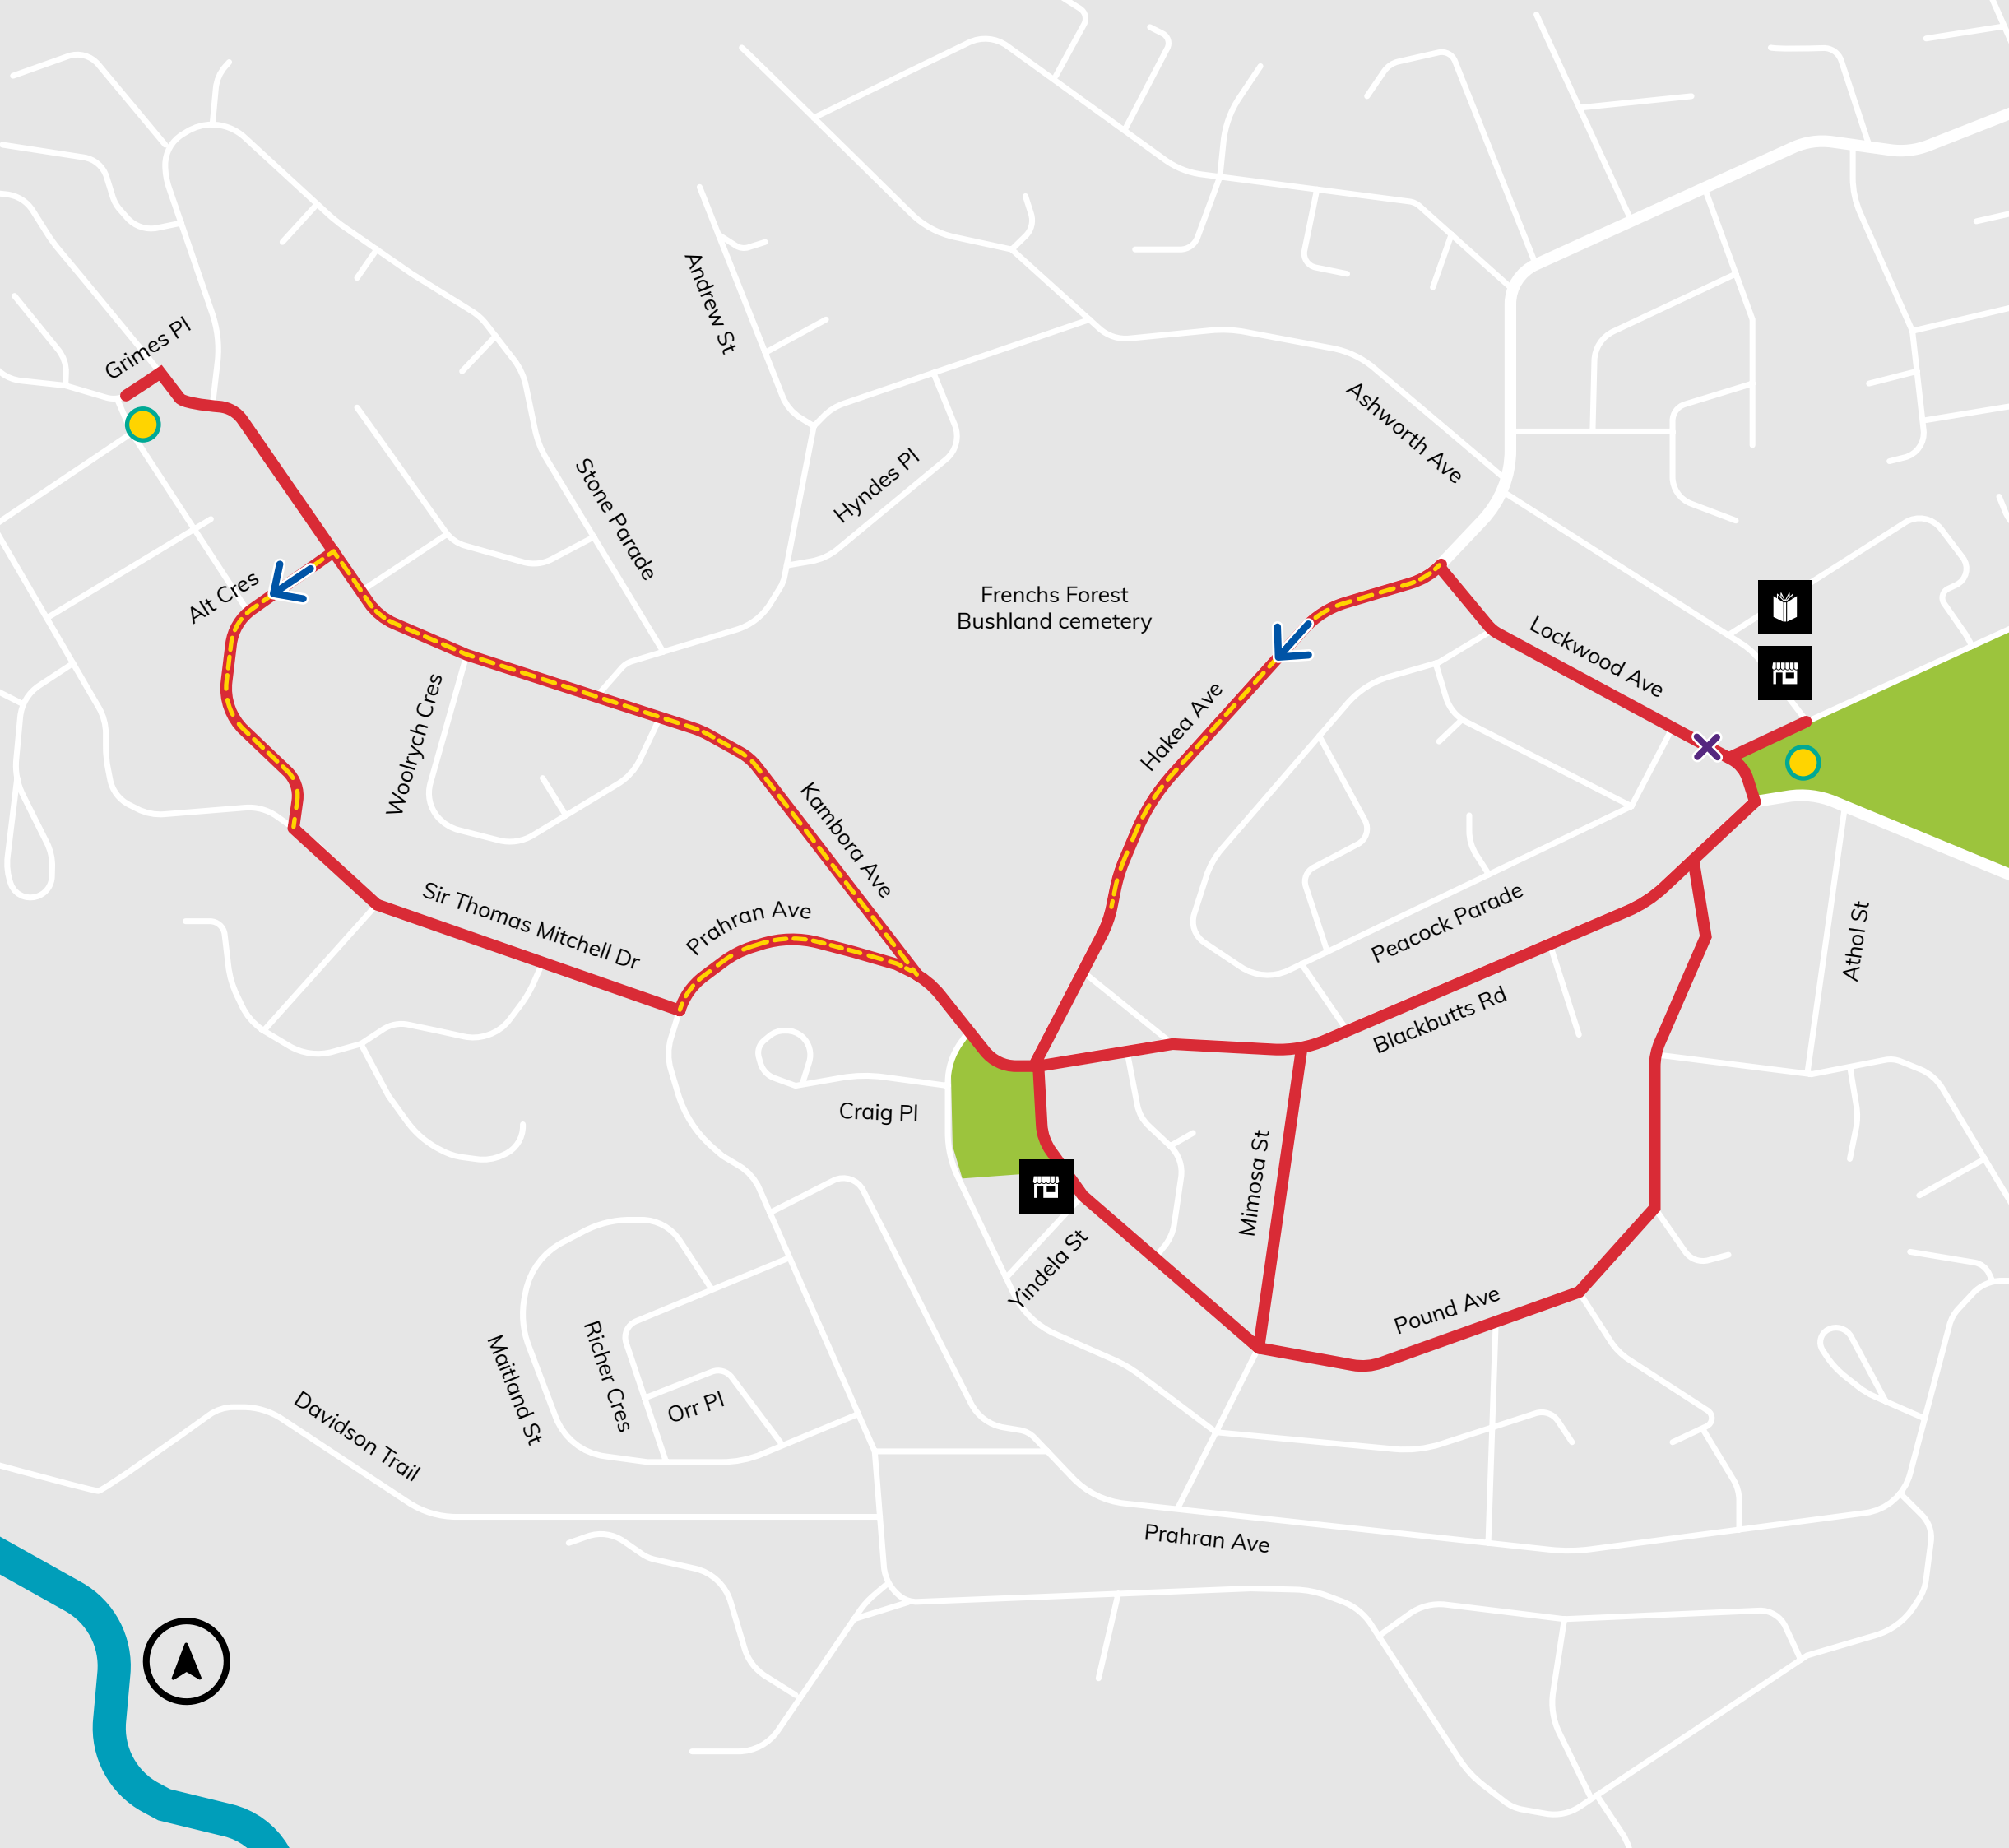 Andrew St
Grimes Pl
Ashworth Ave
Hyndes Pl
Stone Parade
Alt Cres
Frenchs Forest
Bushland cemetery
Lockwood Ave
Hakea Ave
Woolrych Cres
Kambora Ave
Sir Thomas Mitchell Dr
Prahran Ave
Peacock Parade
Athol St
Blackbutts Rd
Craig Pl
Mimosa St
Yindela St
Pound Ave
Maitland St
Richer Cres
Orr Pl
Davidson Trail
Prahran Ave